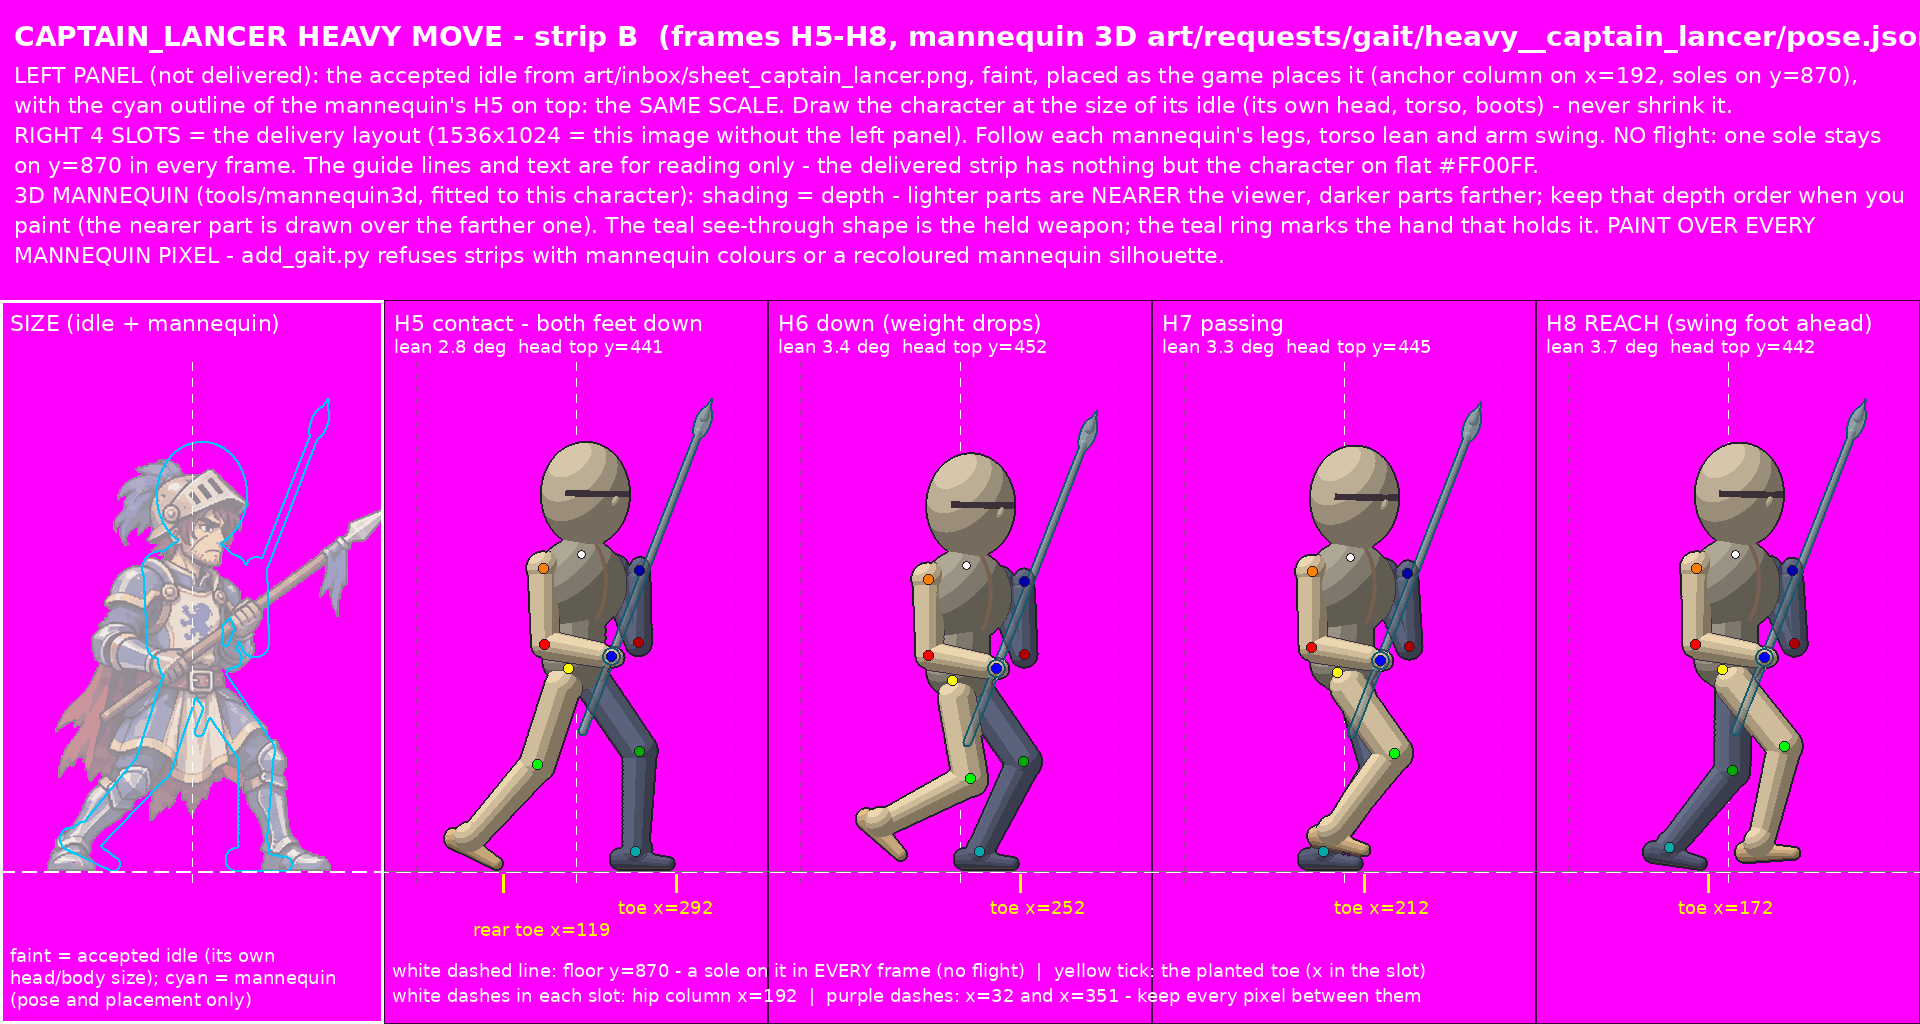 CAPTAIN_LANCER HEAVY MOVE - strip B  (frames H5-H8, mannequin 3D art/requests/gait/heavy__captain_lancer/pose.json
LEFT PANEL (not delivered): the accepted idle from art/inbox/sheet_captain_lancer.png, faint, placed as the game places it (anchor column on x=192, soles on y=870),
with the cyan outline of the mannequin's H5 on top: the SAME SCALE. Draw the character at the size of its idle (its own head, torso, boots) - never shrink it.
RIGHT 4 SLOTS = the delivery layout (1536x1024 = this image without the left panel). Follow each mannequin's legs, torso lean and arm swing. NO flight: one sole stays
on y=870 in every frame. The guide lines and text are for reading only - the delivered strip has nothing but the character on flat #FF00FF.
3D MANNEQUIN (tools/mannequin3d, fitted to this character): shading = depth - lighter parts are NEARER the viewer, darker parts farther; keep that depth order when you
paint (the nearer part is drawn over the farther one). The teal see-through shape is the held weapon; the teal ring marks the hand that holds it. PAINT OVER EVERY
MANNEQUIN PIXEL - add_gait.py refuses strips with mannequin colours or a recoloured mannequin silhouette.
SIZE (idle + mannequin)
H5 contact - both feet down
lean 2.8 deg  head top y=441
H6 down (weight drops)
lean 3.4 deg  head top y=452
H7 passing
lean 3.3 deg  head top y=445
H8 REACH (swing foot ahead)
lean 3.7 deg  head top y=442
toe x=292
rear toe x=119
toe x=252
toe x=212
toe x=172
faint = accepted idle (its own
head/body size); cyan = mannequin
(pose and placement only)
white dashed line: floor y=870 - a sole on it in EVERY frame (no flight)  |  yellow tick: the planted toe (x in the slot)
white dashes in each slot: hip column x=192  |  purple dashes: x=32 and x=351 - keep every pixel between them